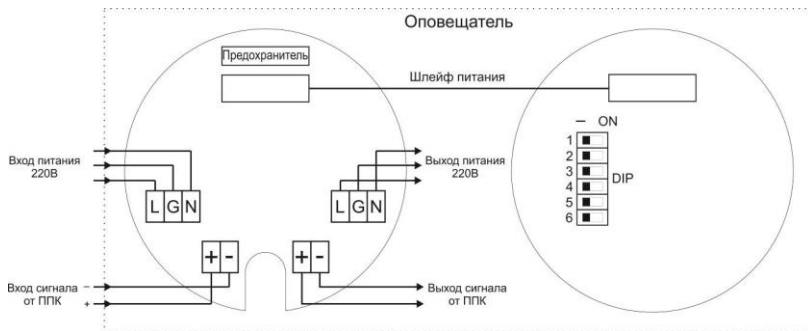 Оповещатель
Предохранитель
Шлейф питания
– ON
1
2
3
4
5
6
DIP
Вход питания
220В
L G N
Выход питания
220В
L G N
+ -
+ -
Вход сигнала
от ППК
–
+
Выход сигнала
от ППК